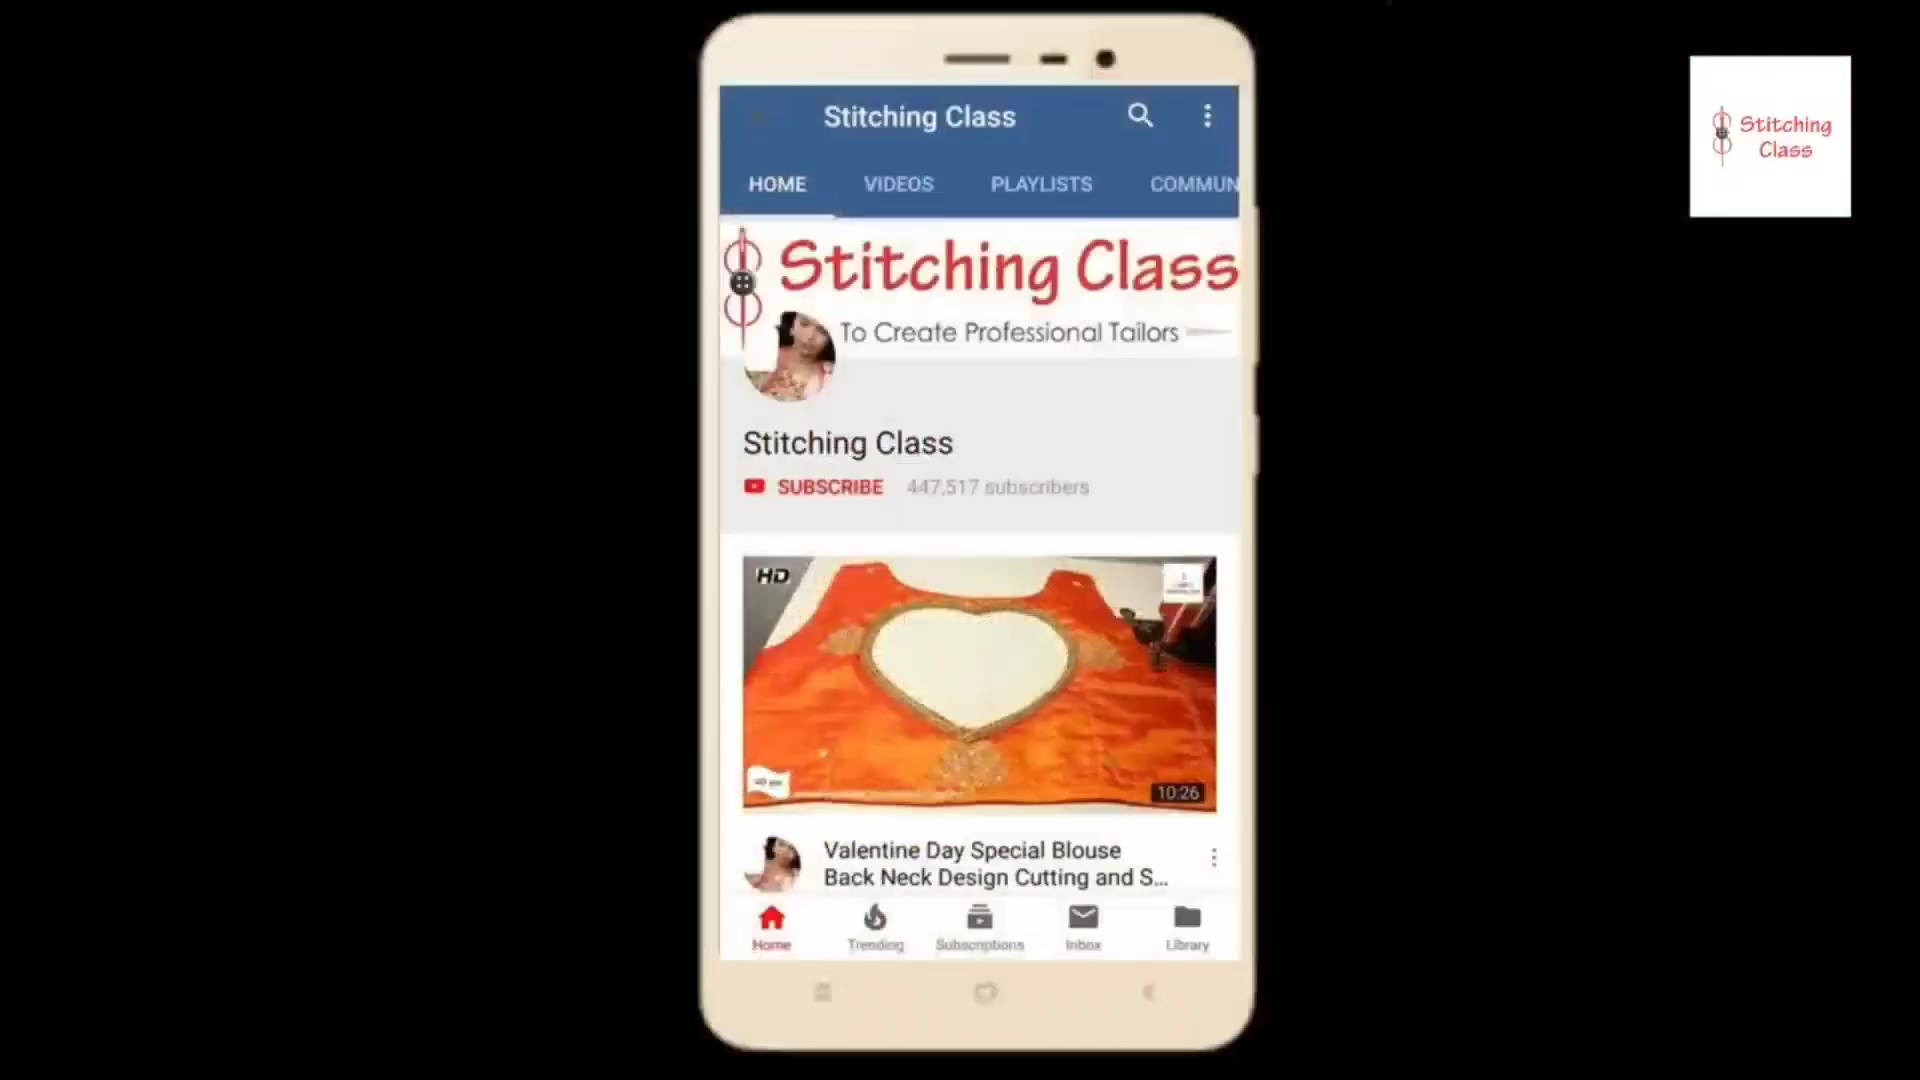 Stitching Class
HOME VIDEOS PLAYLISTS COMMUN
Stitching Class
To Create Professional Tailors
Stitching Class
SUBSCRIBE 447,517 subscribers
HD
10:26
Valentine Day Special Blouse
Back Neck Design Cutting and S...
Home Trending Subscriptions Inbox Library
Stitching
Class